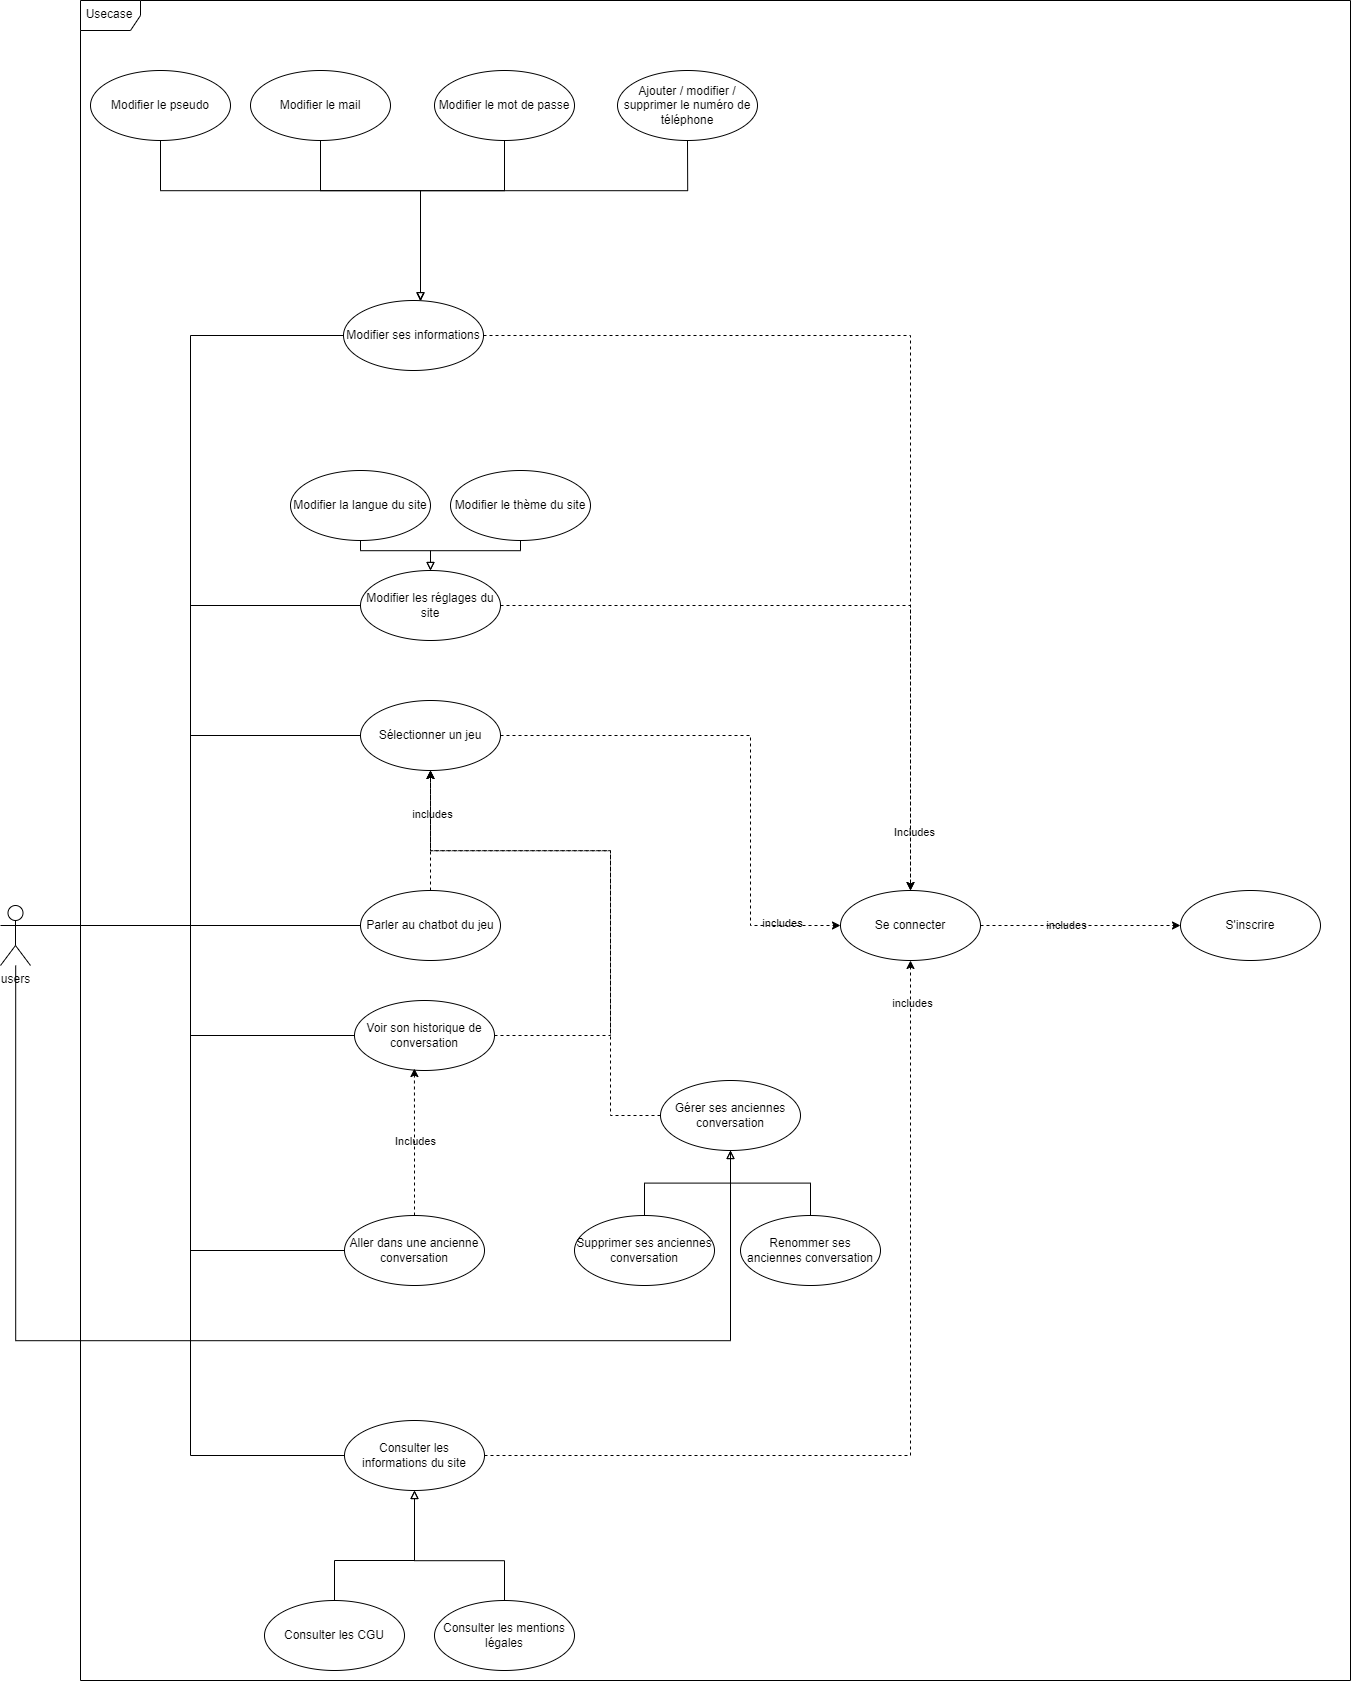 Usecase
Modifier le pseudo
Modifier le mail
Modifier le mot de passe
Ajouter / modifier /
supprimer le numéro de
téléphone
Modifier ses informations
Modifier la langue du site
Modifier le thème du site
Modifier les réglages du
site
Sélectionner un jeu
includes
Includes
Parler au chatbot du jeu
includes
Se connecter
includes
S'inscrire
users
includes
Voir son historique de
conversation
Gérer ses anciennes
conversation
Includes
Aller dans une ancienne
conversation
Supprimer ses anciennes
conversation
Renommer ses
anciennes conversation
Consulter les
informations du site
Consulter les CGU
Consulter les mentions
légales